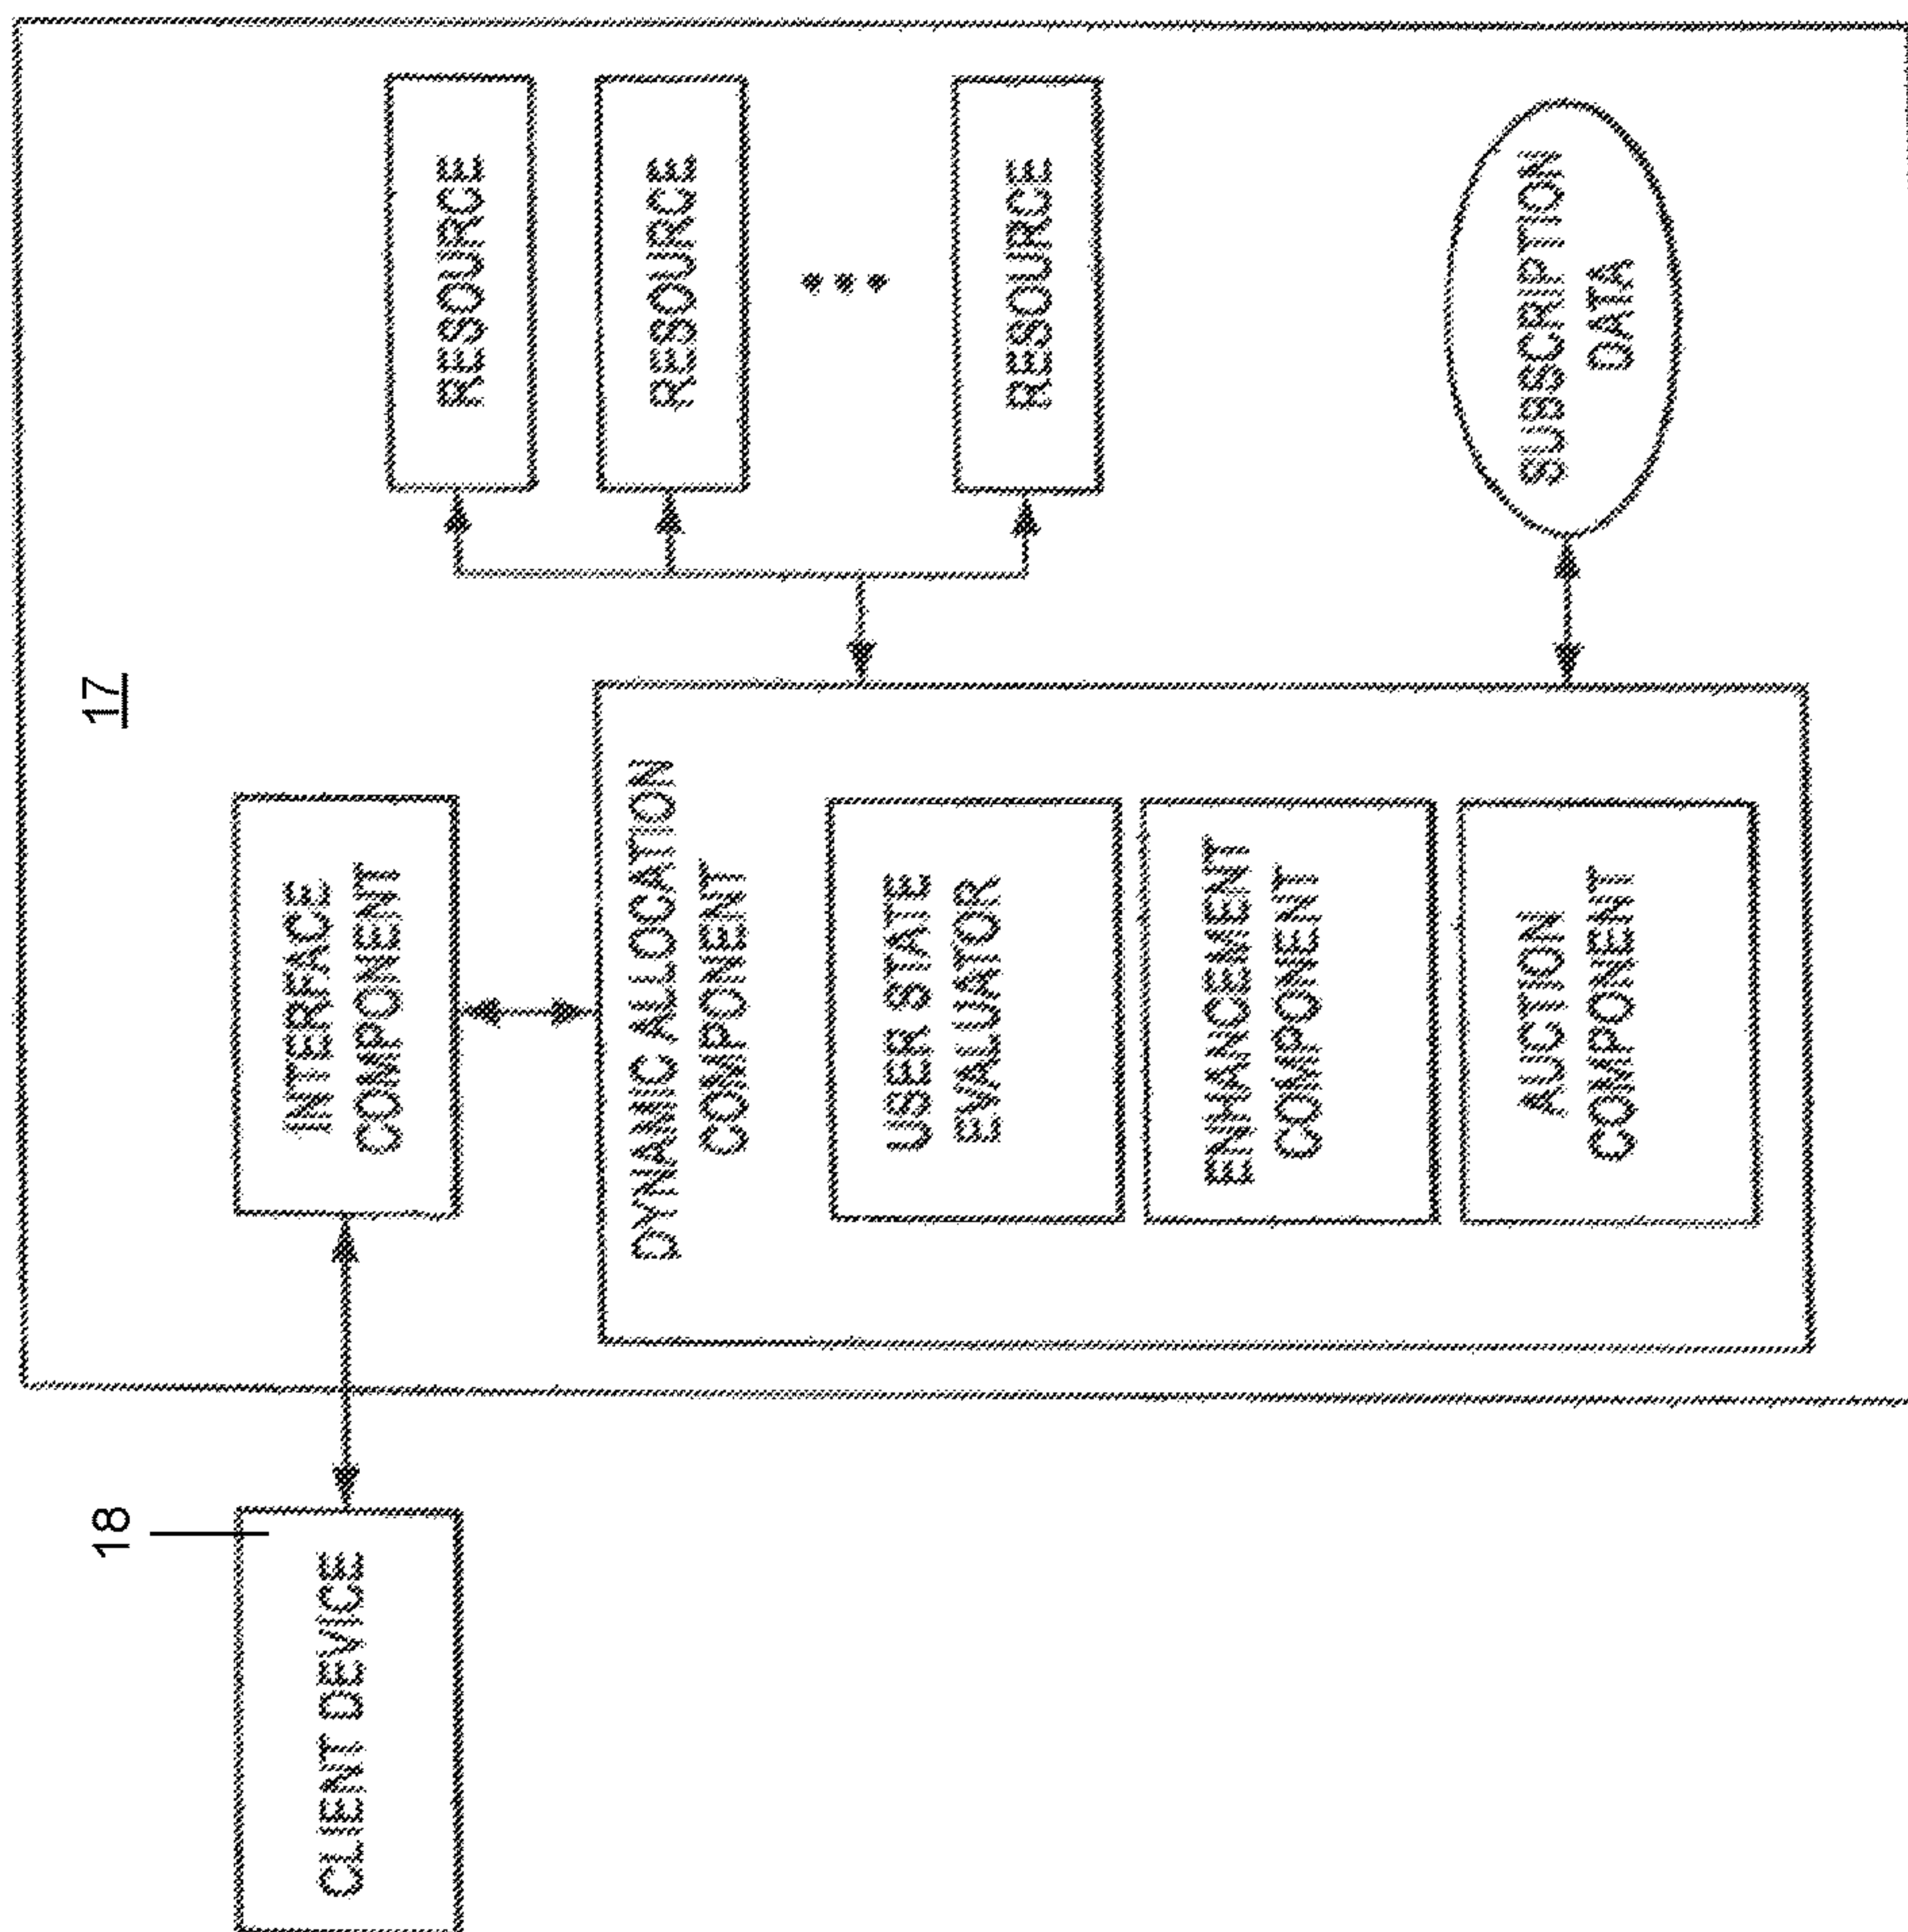 17
18
CLIENT DEVICE
INTERFACE
COMPONENT
RESOURCE
RESOURCE
RESOURCE
DYNAMIC ALLOCATION
COMPONENT
USER STATE
EVALUATOR
ENHANCEMENT
COMPONENT
AUCTION
COMPONENT
SUBSCRIPTION
DATA